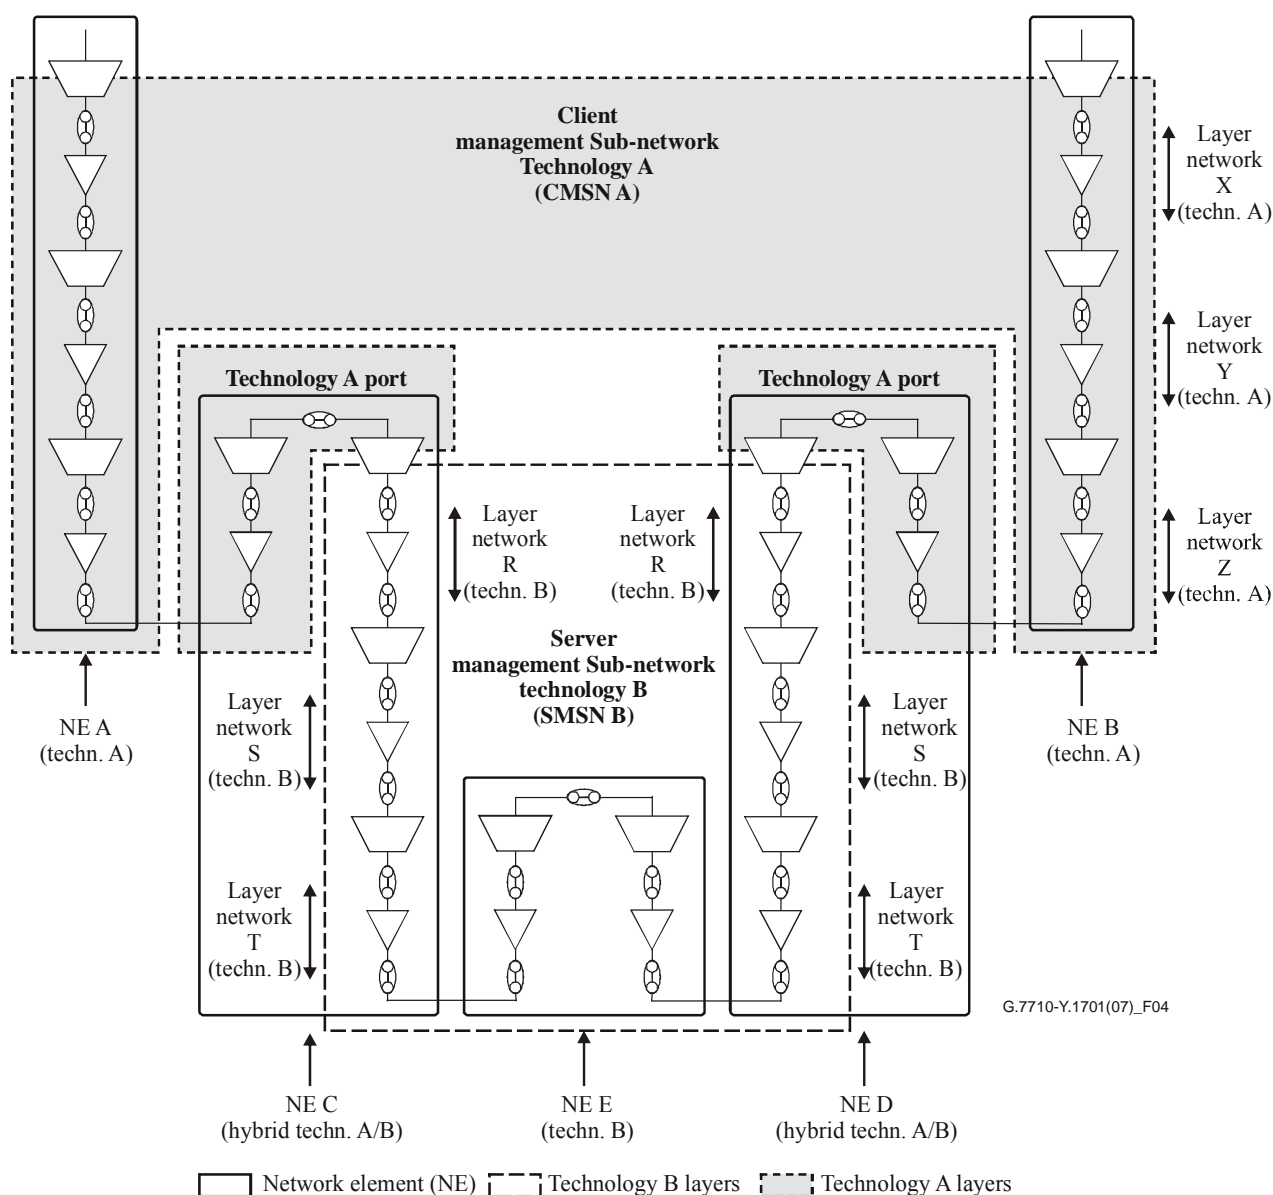 Client
management Sub-network
Technology A
(CMSN A)
Layer
network
X
(techn. A)
Layer
network
Y
(techn. A)
Technology A port
Technology A port
Layer
network
R
(techn. B)
Layer
network
R
(techn. B)
Layer
network
Z
(techn. A)
Server
management Sub-network
technology B
(SMSN B)
NE A
(techn. A)
Layer
network
S
(techn. B)
Layer
network
S
(techn. B)
NE B
(techn. A)
Layer
network
T
(techn. B)
Layer
network
T
(techn. B)
G.7710-Y.1701(07)_F04
NE C
(hybrid techn. A/B)
NE E
(techn. B)
NE D
(hybrid techn. A/B)
Network element (NE)
Technology B layers
Technology A layers